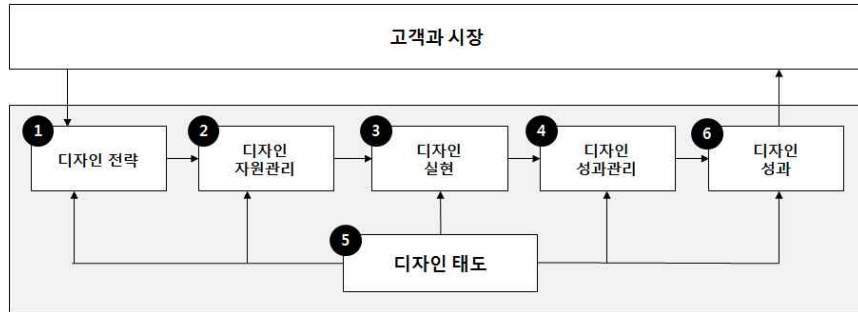 고객과 시장
1
디자인 전략
2
디자인
자원관리
3
디자인
실현
4
디자인
성과관리
6
디자인
성과
5
디자인 태도